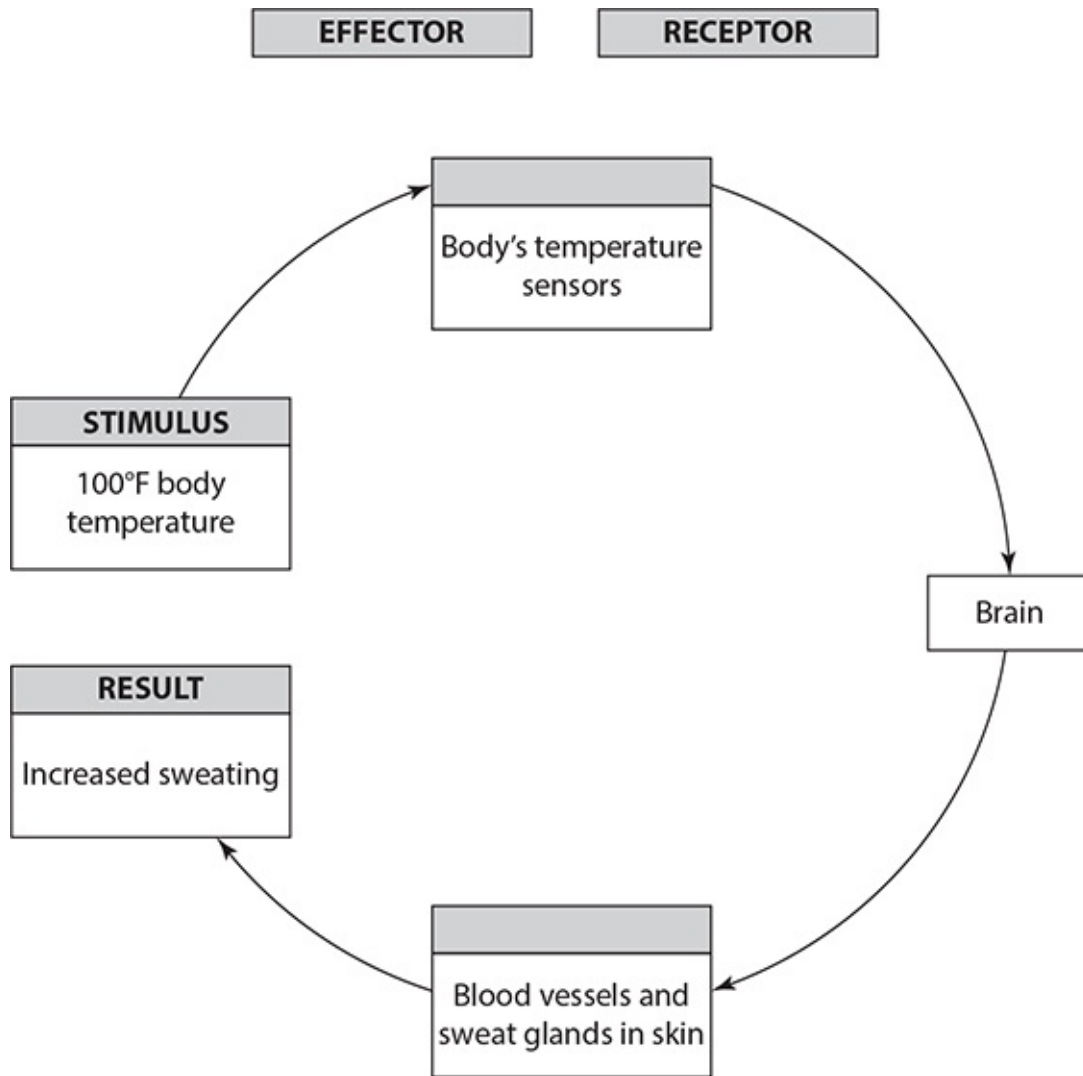 EFFECTOR
RECEPTOR
Body's temperature
sensors
STIMULUS
100°F body
temperature
Brain
RESULT
Increased sweating
Blood vessels and
sweat glands in skin